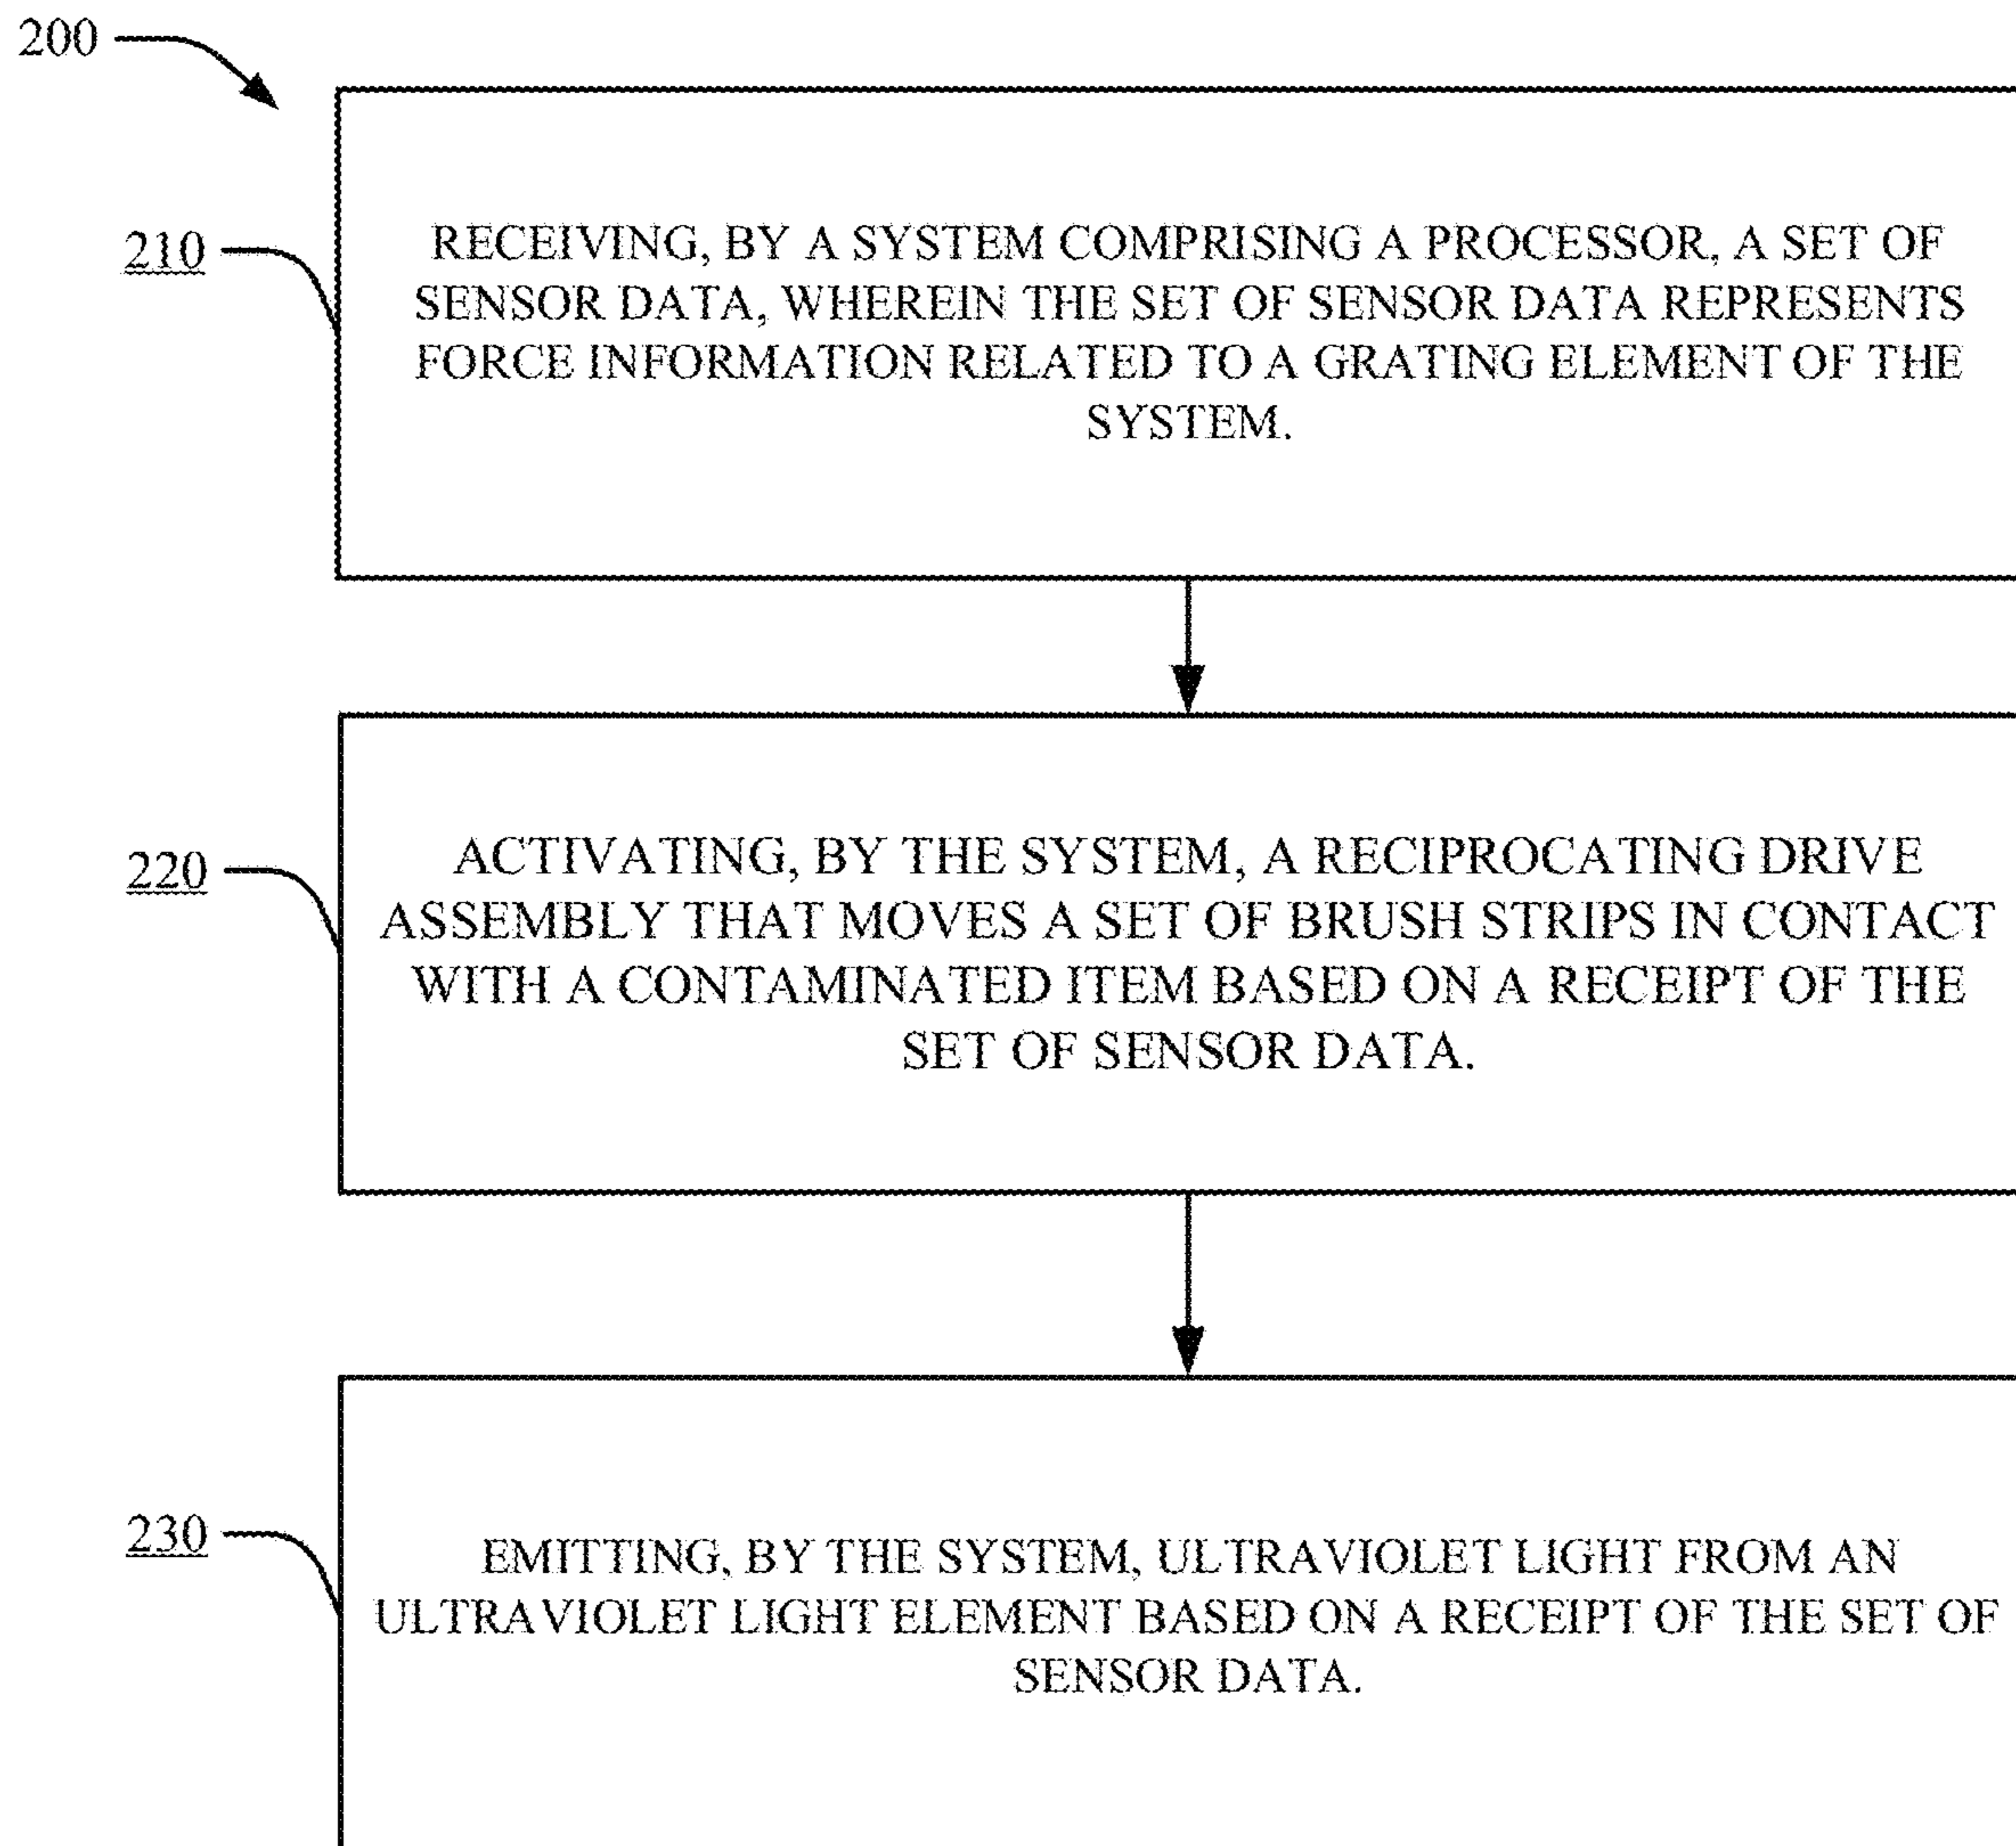 200
210
RECEIVING, BY A SYSTEM COMPRISING A PROCESSOR, A SET OF
SENSOR DATA, WHEREIN THE SET OF SENSOR DATA REPRESENTS
FORCE INFORMATION RELATED TO A GRATING ELEMENT OF THE
SYSTEM.
220
ACTIVATING, BY THE SYSTEM, A RECIPROCATING DRIVE
ASSEMBLY THAT MOVES A SET OF BRUSH STRIPS IN CONTACT
WITH A CONTAMINATED ITEM BASED ON A RECEIPT OF THE
SET OF SENSOR DATA.
230
EMITTING, BY THE SYSTEM, ULTRAVIOLET LIGHT FROM AN
ULTRAVIOLET LIGHT ELEMENT BASED ON A RECEIPT OF THE SET OF
SENSOR DATA.